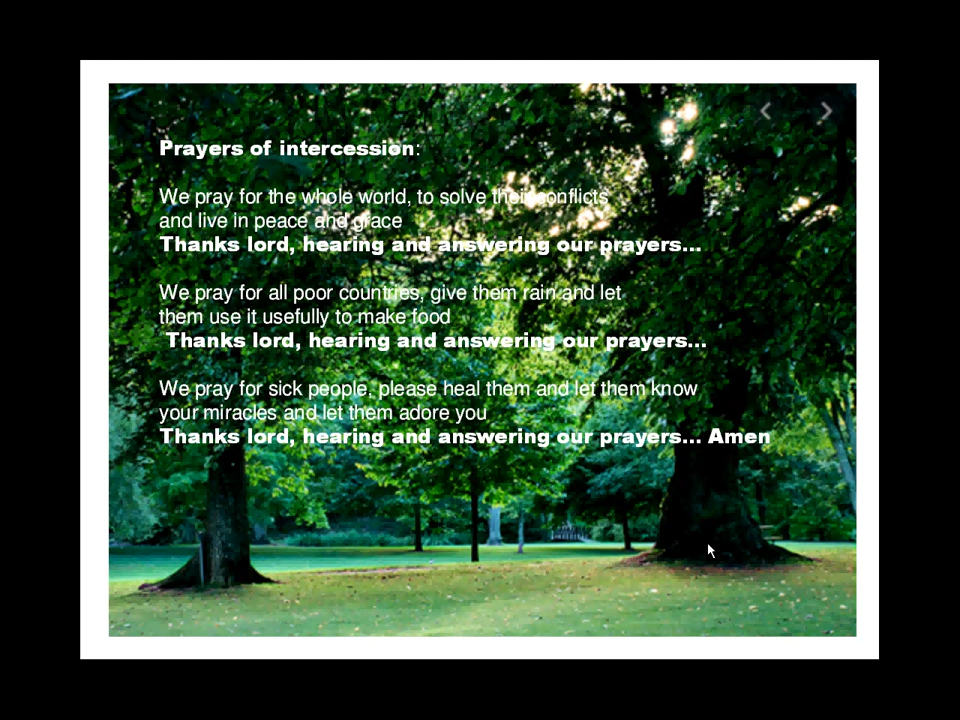 Prayers of intercession:
We pray for the whole world, to solve their conflicts
and live in peace and grace
Thanks lord, hearing and answering our prayers...
We pray for all poor countries, give them rain and let
them use it usefully to make food
Thanks lord, hearing and answering our prayers...
We pray for sick people, please heal them and let them know
your miracles and let them adore you
Thanks lord, hearing and answering our prayers... Amen